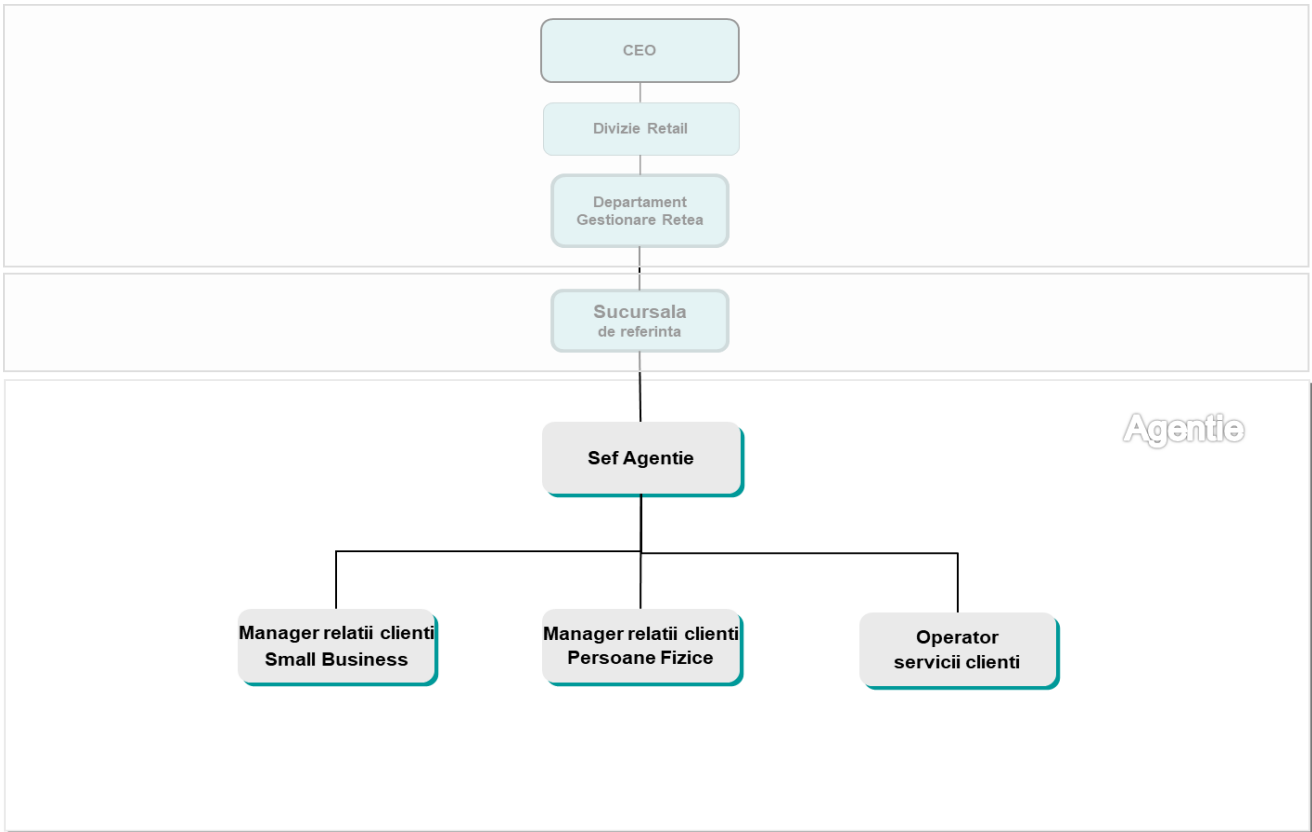 CEO
Divizie Retail
Departament
Gestionare Retea
Sucursala
de referinta
Agentie
Sef Agentie
Manager relatii clienti
Small Business
Manager relatii clienti
Persoane Fizice
Operator
servicii clienti